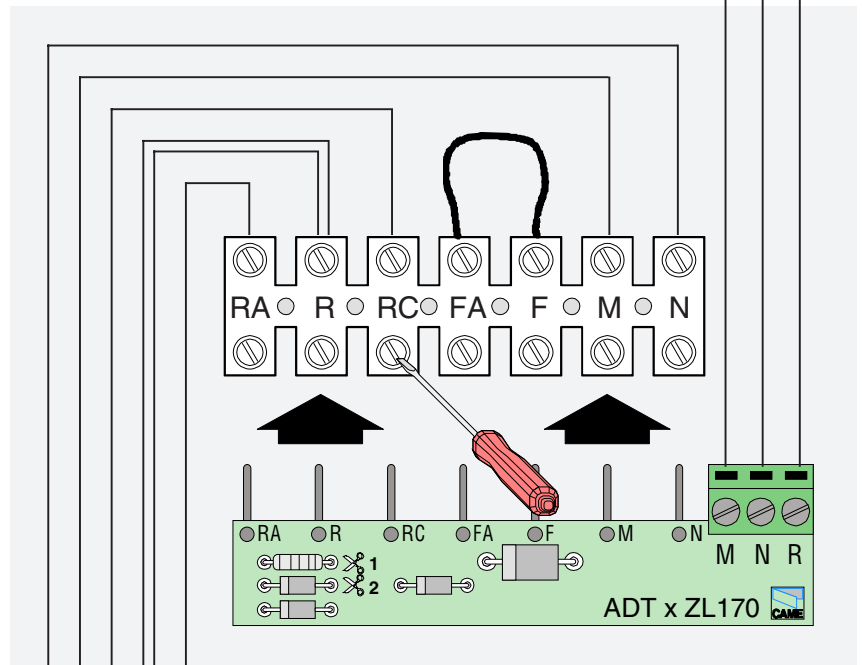 RA R RC FA F M N
RA R RC FA F M N
1
2
M N R
ADT x ZL170
CAME